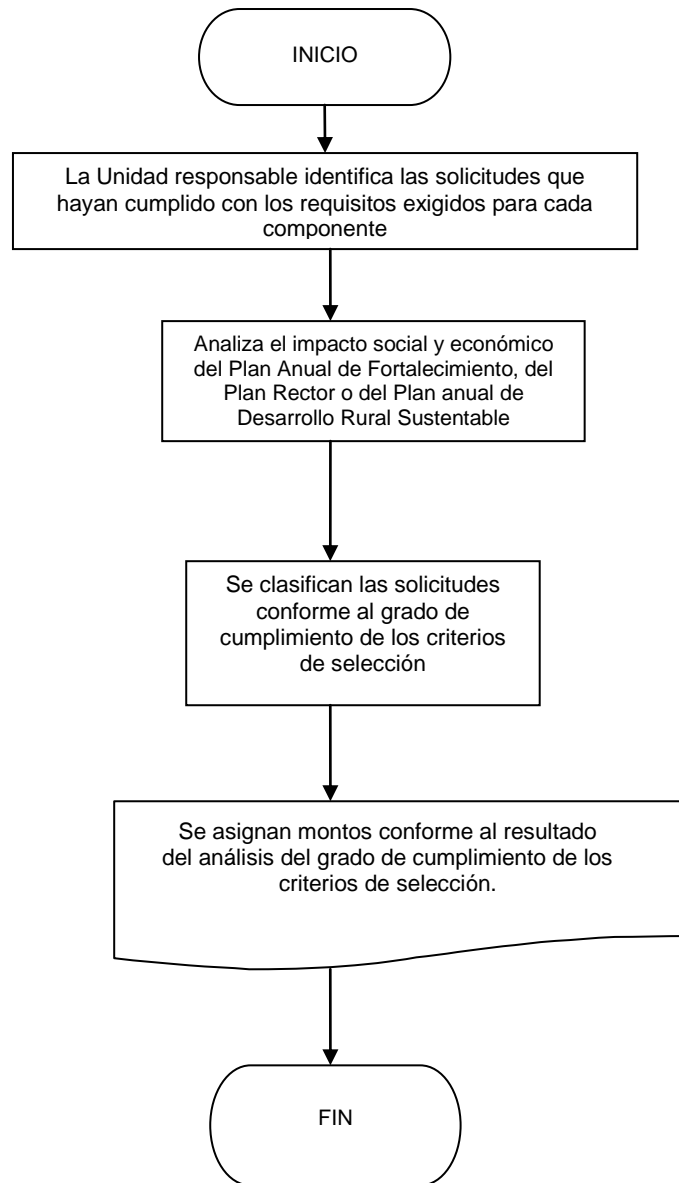 INICIO
La Unidad responsable identifica las solicitudes que
hayan cumplido con los requisitos exigidos para cada
componente
Analiza el impacto social y económico
del Plan Anual de Fortalecimiento, del
Plan Rector o del Plan anual de
Desarrollo Rural Sustentable
Se clasifican las solicitudes
conforme al grado de
cumplimiento de los criterios
de selección
Se asignan montos conforme al resultado
del análisis del grado de cumplimiento de los
criterios de selección.
FIN